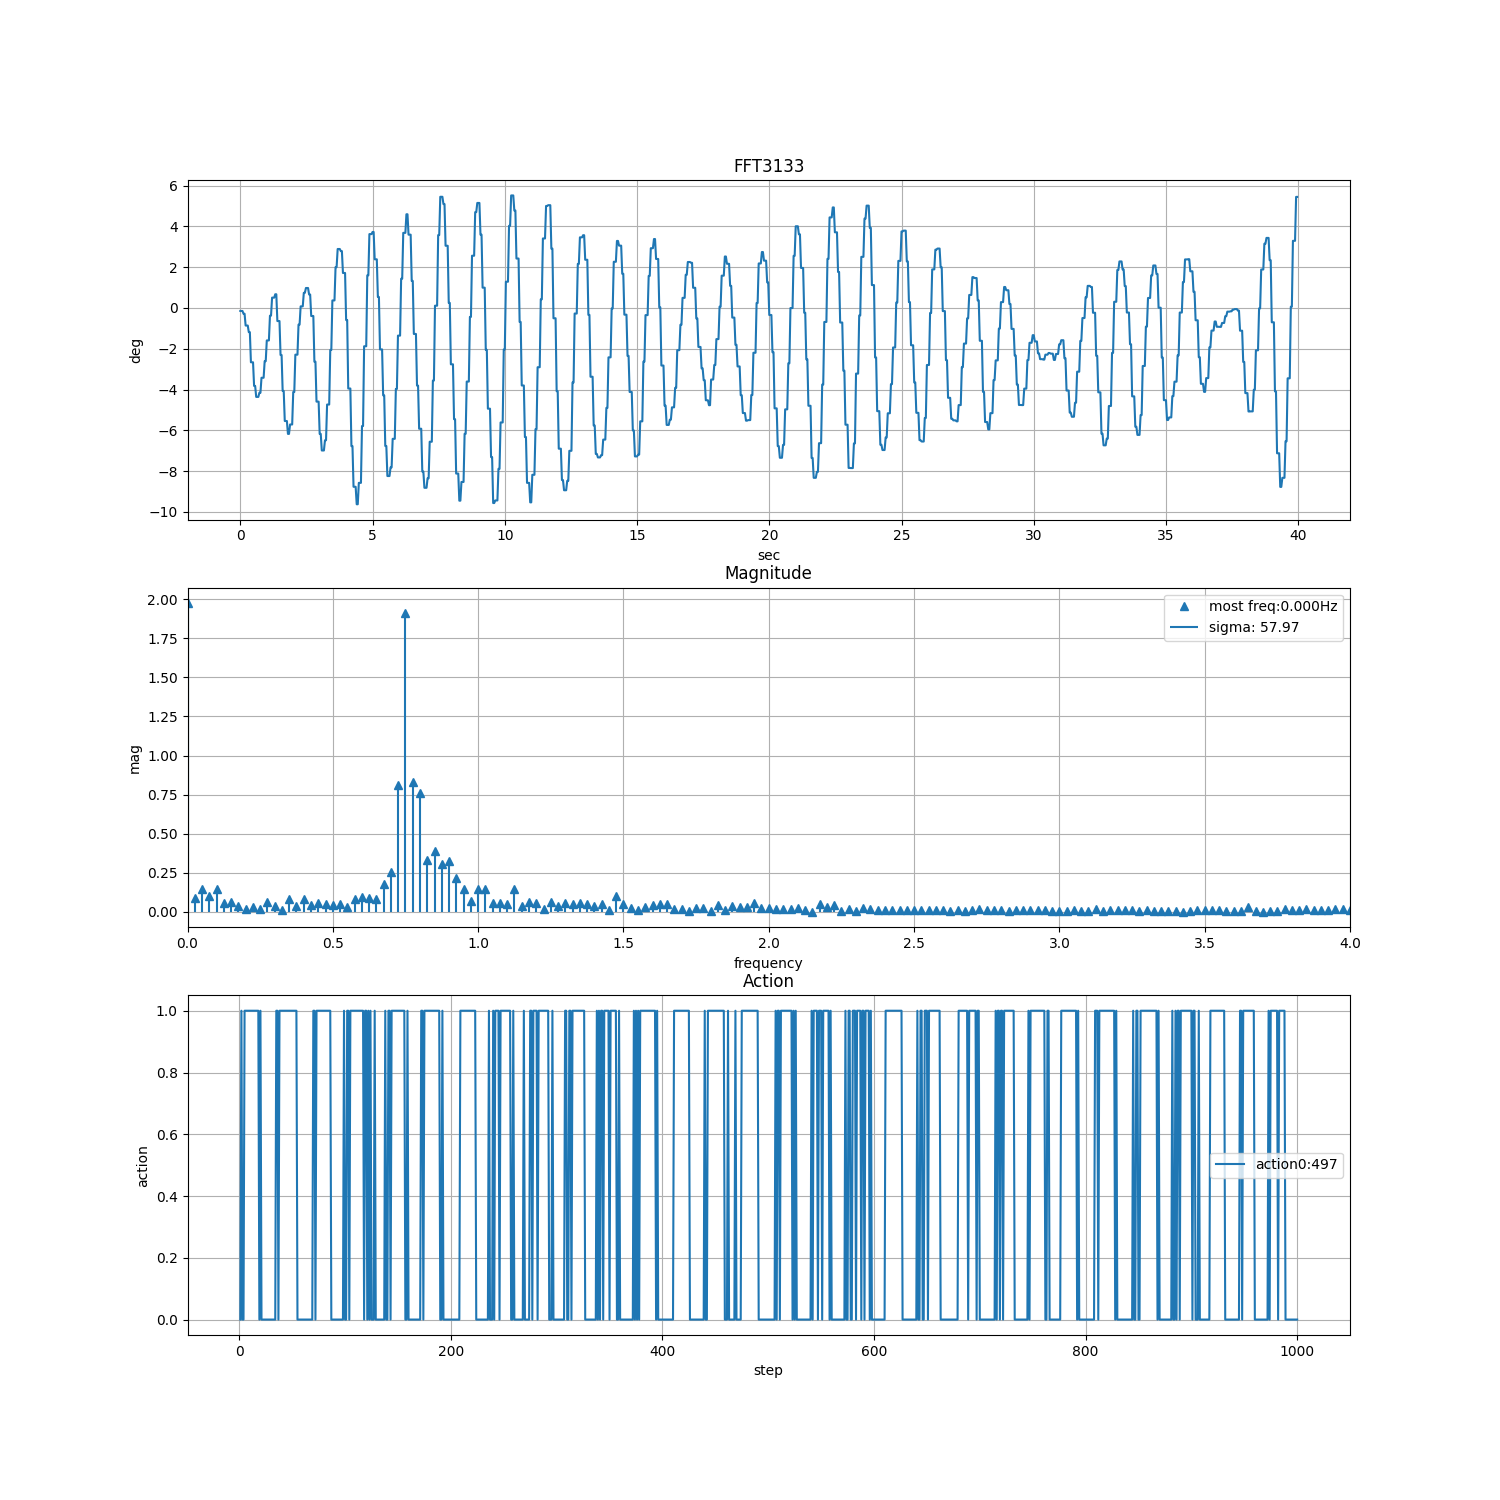 FFT3133
6
4
2
0
−2
−4
−6
−8
−10
deg
0 5 10 15 20 25 30 35 40
sec
Magnitude
2.00
1.75
1.50
1.25
1.00
0.75
0.50
0.25
0.00
mag
most freq:0.000Hz
sigma: 57.97
0.0 0.5 1.0 1.5 2.0 2.5 3.0 3.5 4.0
frequency
Action
1.0
0.8
0.6
0.4
0.2
0.0
action
action0:497
0 200 400 600 800 1000
step